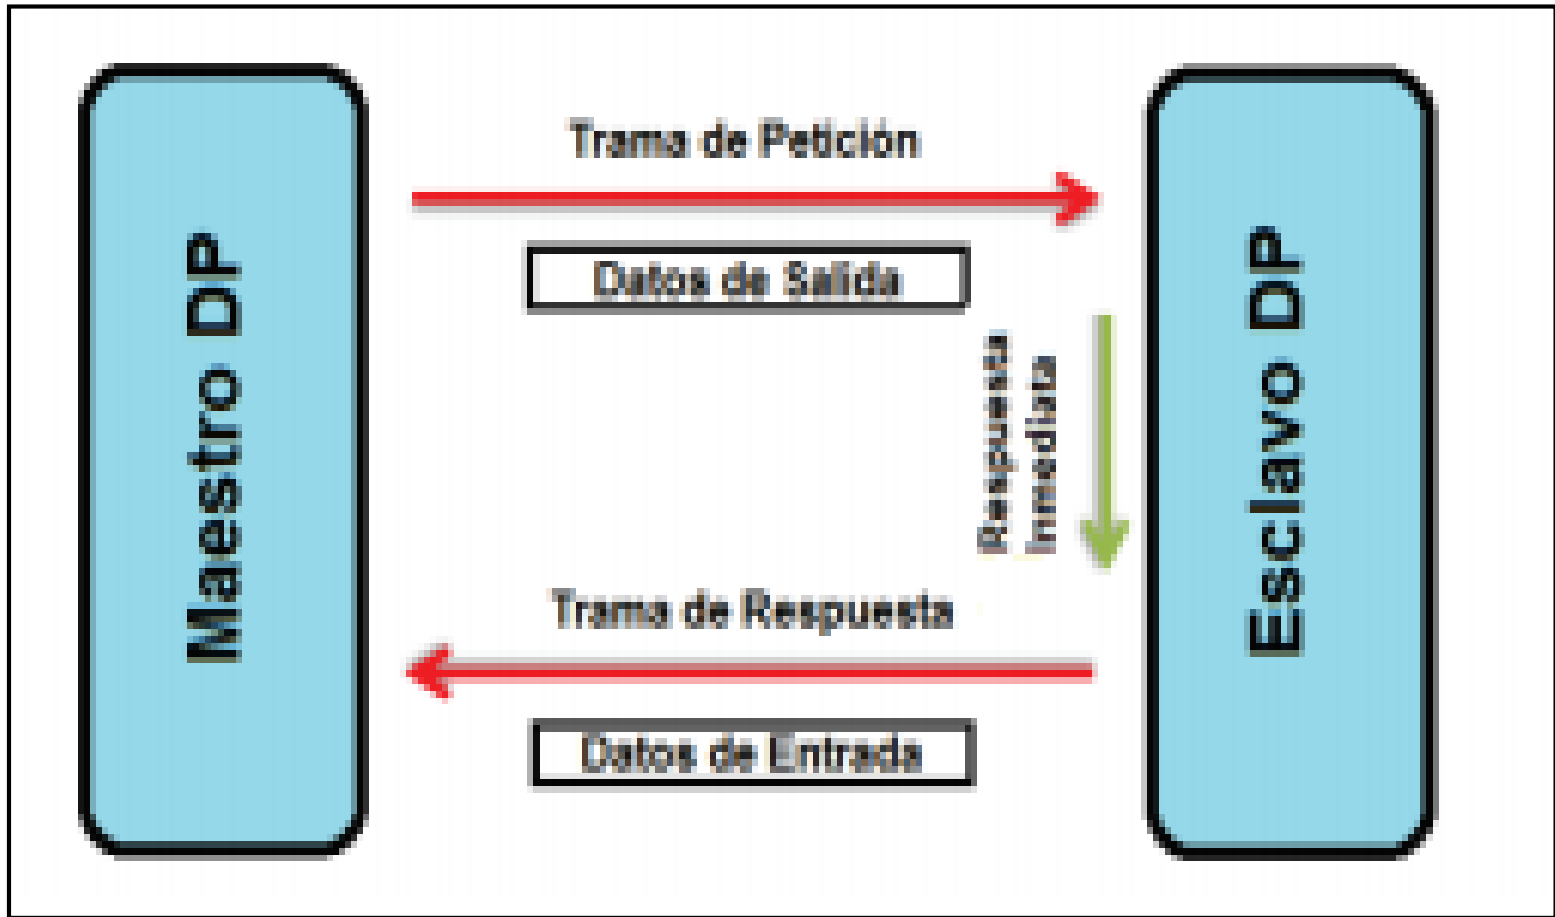 Maestro DP
Trama de Petición
Datos de Salida
Respuesta
Inmediata
Trama de Respuesta
Datos de Entrada
Esclavo DP